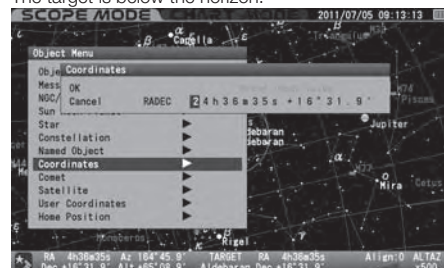 The target is below the horizon.
SCOPE MODE
2011/07/05 09:13:13
Capella
Object Menu
Coordinates
OK
Cancel RADEC 24h36m35s +16°31.9'
Sun
Star
Constellation
Named Object
Coordinates
Comet
Satellite
User Coordinates
Home Position
Jupiter
Mira
Cetus
Rigel
RA 4h36m35s Az 164°45.9' TARGET RA 4h36m35s Align:0 ALTAZ
Dec +16°31.9' Alt +65°08.9' Aldebaran Dec +16°31.9' x500